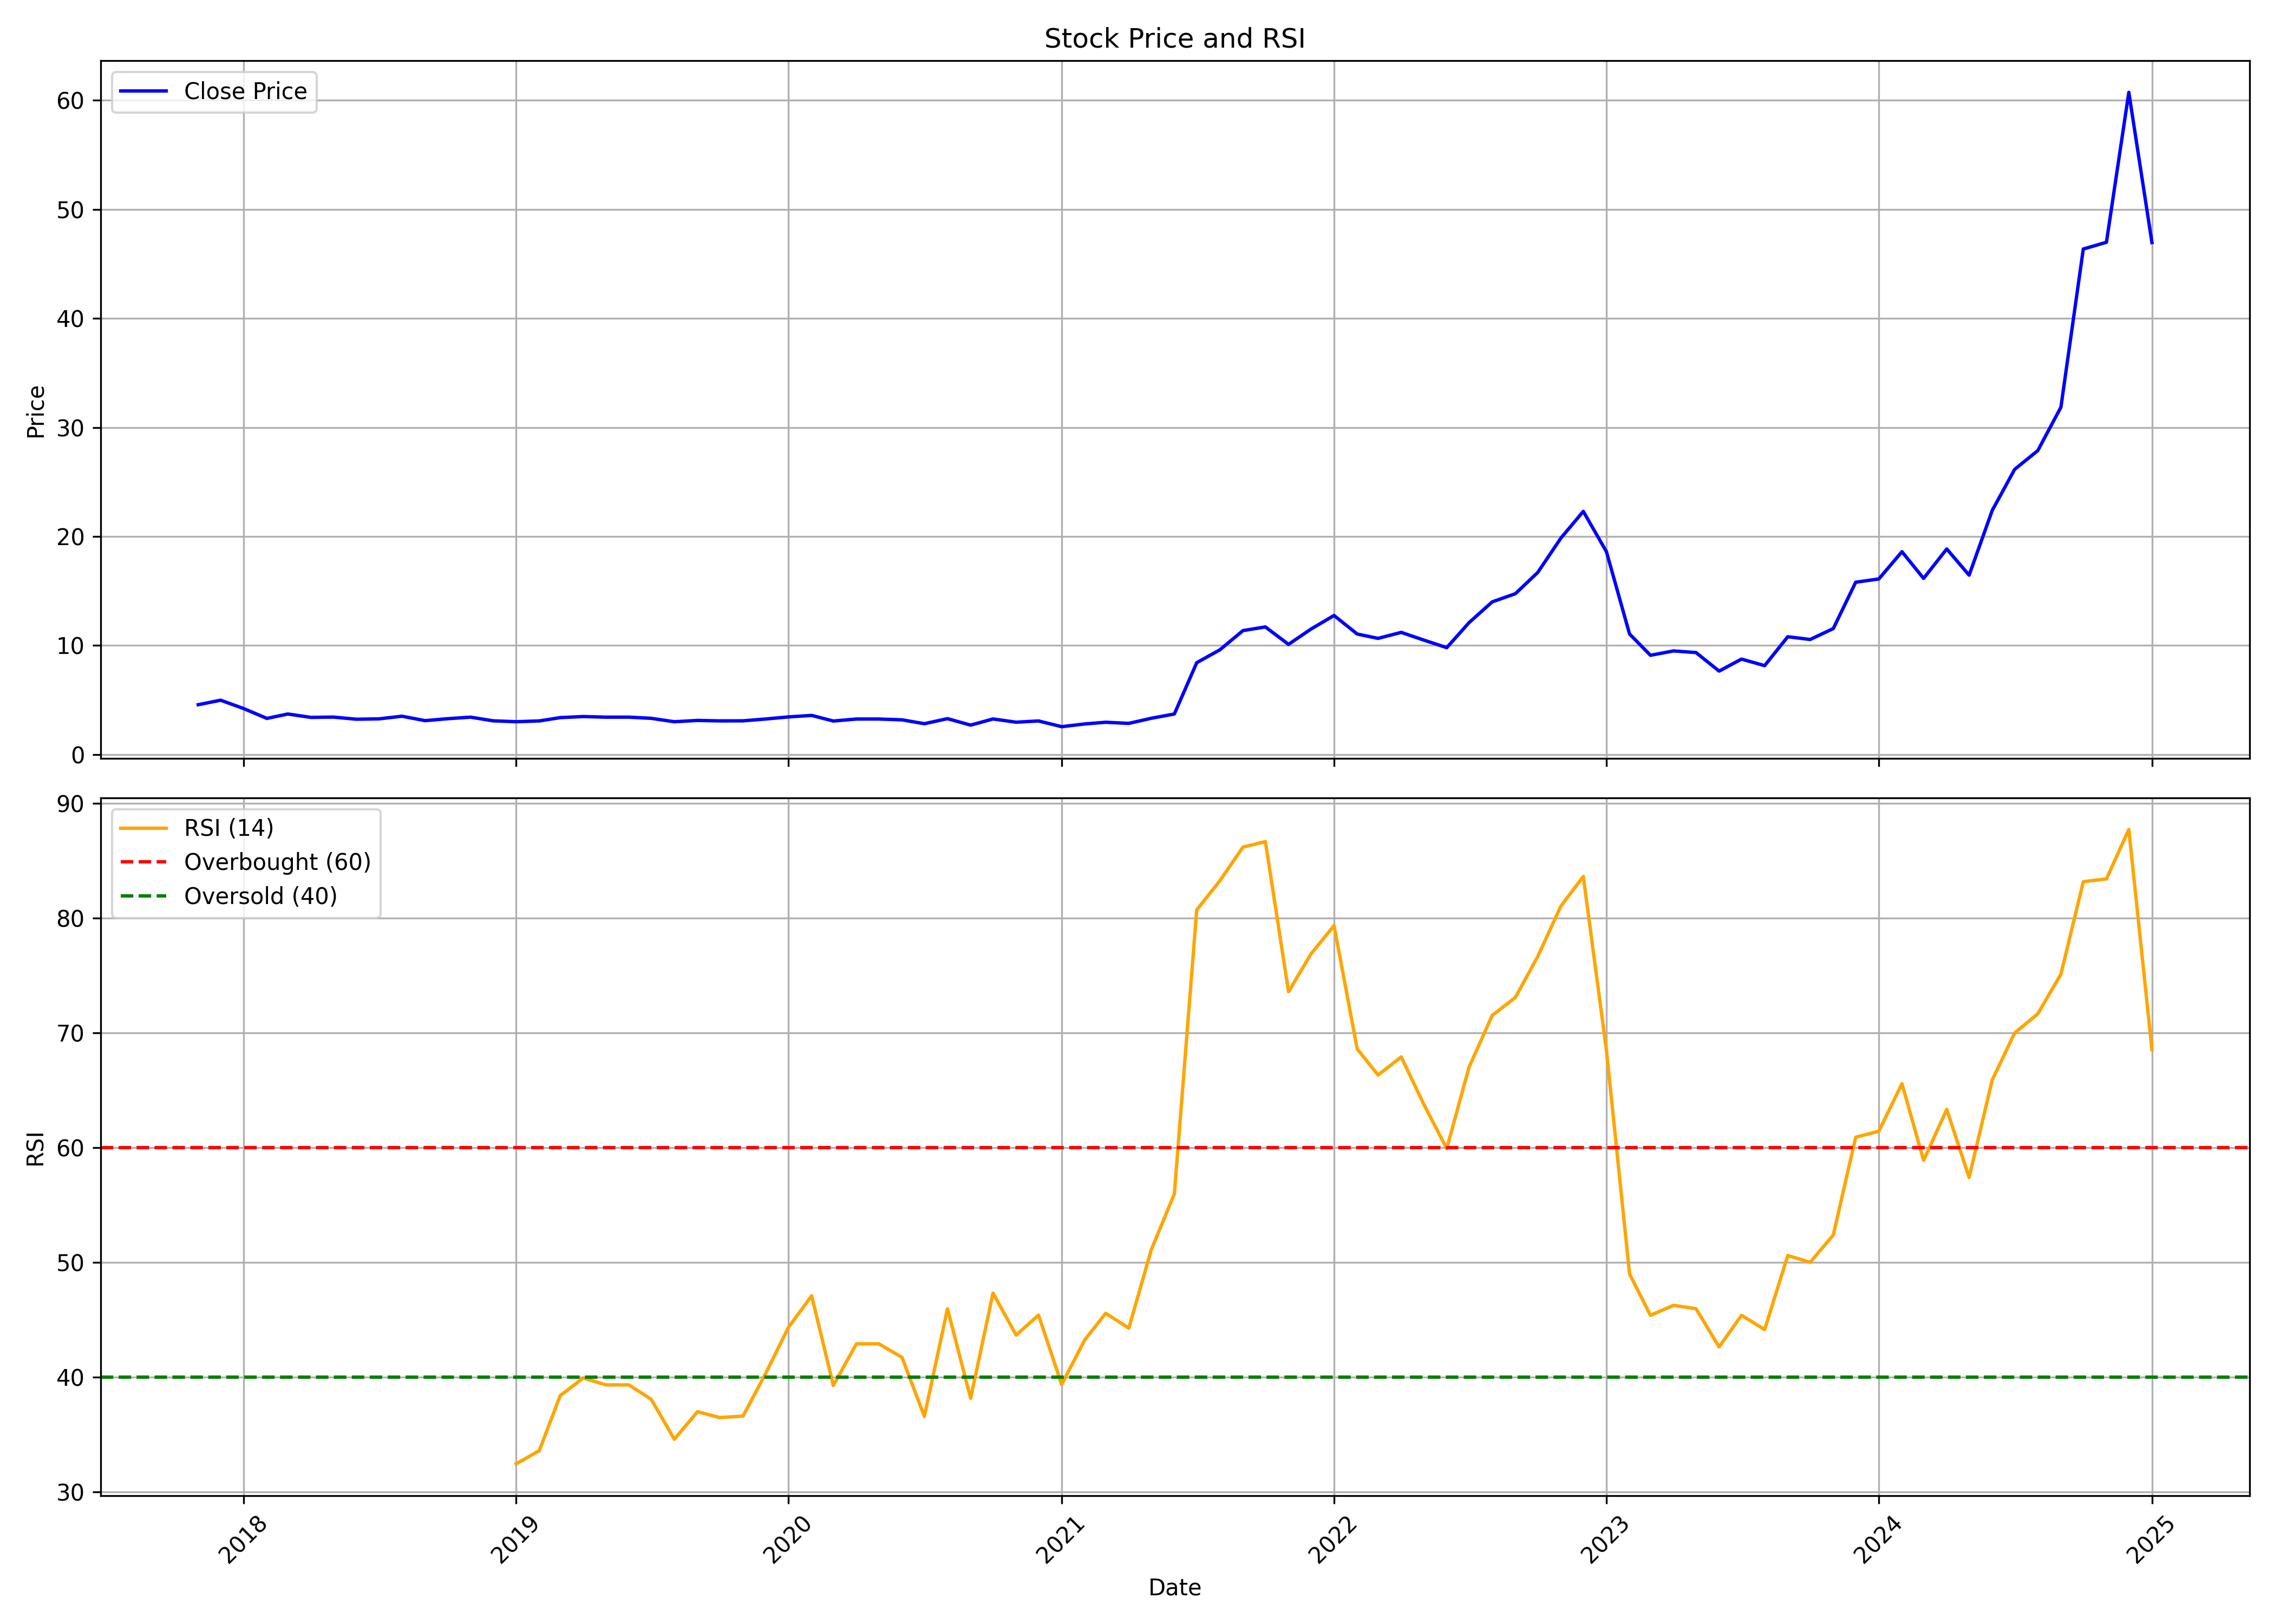 Stock Price and RSI
Close Price
60
50
40
30
20
10
0
Price
90
80
70
60
50
40
30
RSI
RSI (14)
Overbought (60)
Oversold (40)
2018
2019
2020
2021
2022
2023
2024
2025
Date